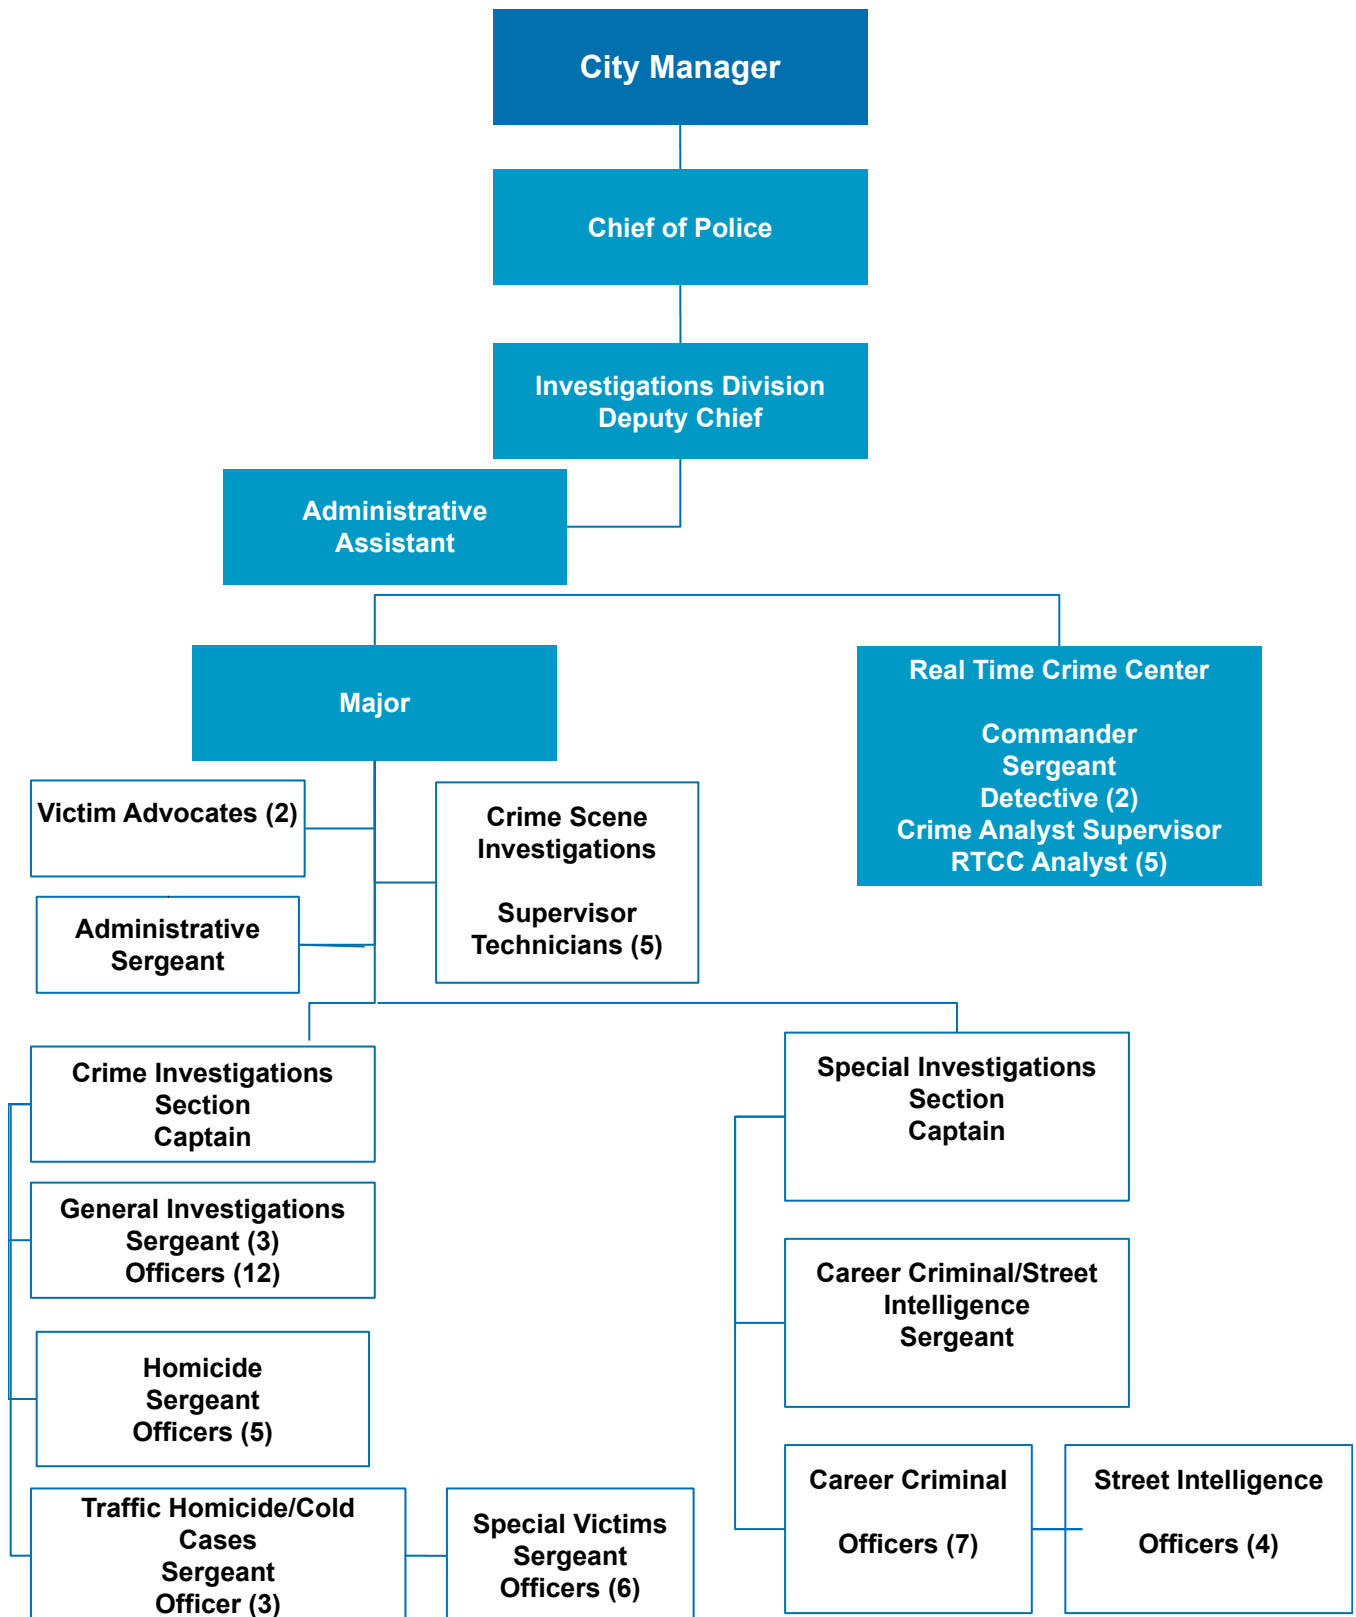 City Manager
Chief of Police
Investigations Division
Deputy Chief
Administrative
Assistant
Major
Real Time Crime Center
Commander
Sergeant
Detective (2)
Crime Analyst Supervisor
RTCC Analyst (5)
Victim Advocates (2)
Crime Scene
Investigations
Supervisor
Technicians (5)
Administrative
Sergeant
Crime Investigations
Section
Captain
Special Investigations
Section
Captain
General Investigations
Sergeant (3)
Officers (12)
Career Criminal/Street
Intelligence
Sergeant
Homicide
Sergeant
Officers (5)
Traffic Homicide/Cold
Cases
Sergeant
Officer (3)
Special Victims
Sergeant
Officers (6)
Career Criminal
Officers (7)
Street Intelligence
Officers (4)